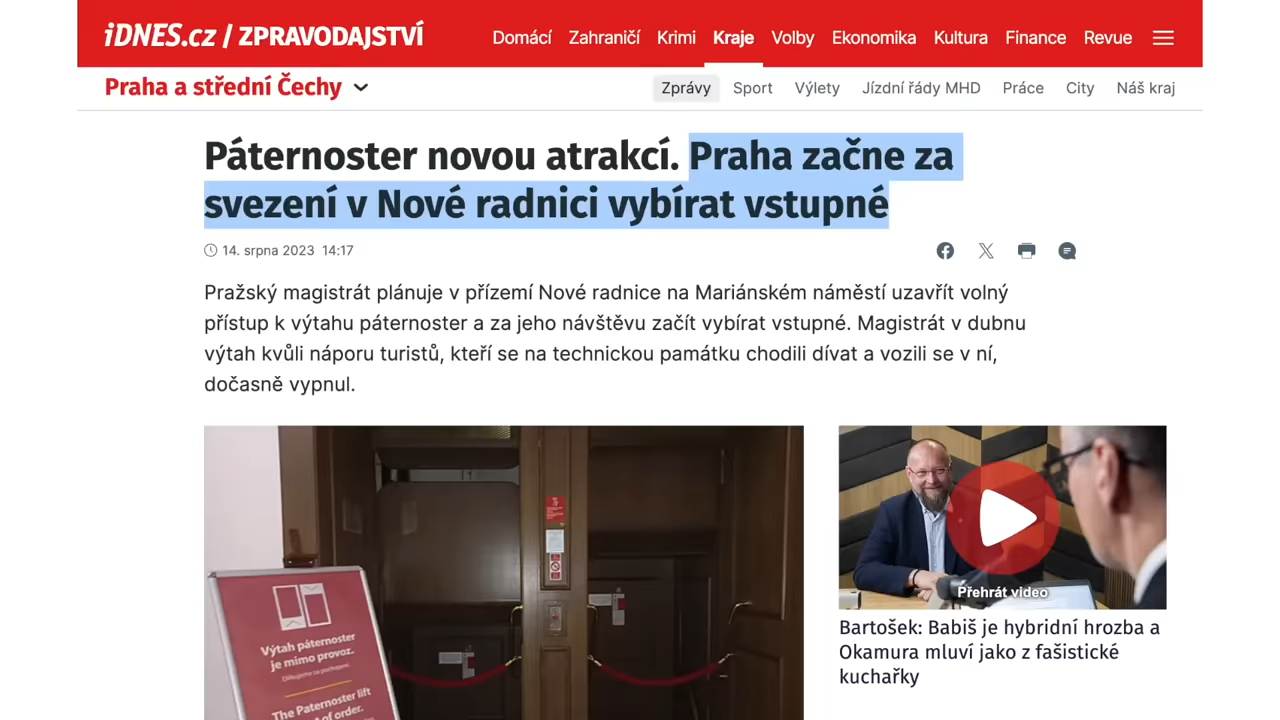 iDNES.cz / ZPRAVODAJSTVÍ
Domácí Zahraničí Krimi Kraje Volby Ekonomika Kultura Finance Revue
Praha a střední Čechy
Zprávy Sport Výlety Jízdní řády MHD Práce City Náš kraj
Páternoster novou atrakcí. Praha začne za
svezení v Nové radnici vybírat vstupné
14. srpna 2023 14:17
Pražský magistrát plánuje v přízemí Nové radnice na Mariánském náměstí uzavřít volný
přístup k výtahu páternoster a za jeho návštěvu začít vybírat vstupné. Magistrát v dubnu
výtah kvůli náporu turistů, kteří se na technickou památku chodili dívat a vozili se v ní,
dočasně vypnul.
Výtah páternoster
je mimo provoz.
Děkujeme za pochopení.
The Paternoster lift
of order.
Přehrát video
Bartošek: Babiš je hybridní hrozba a
Okamura mluví jako z fašistické
kuchařky